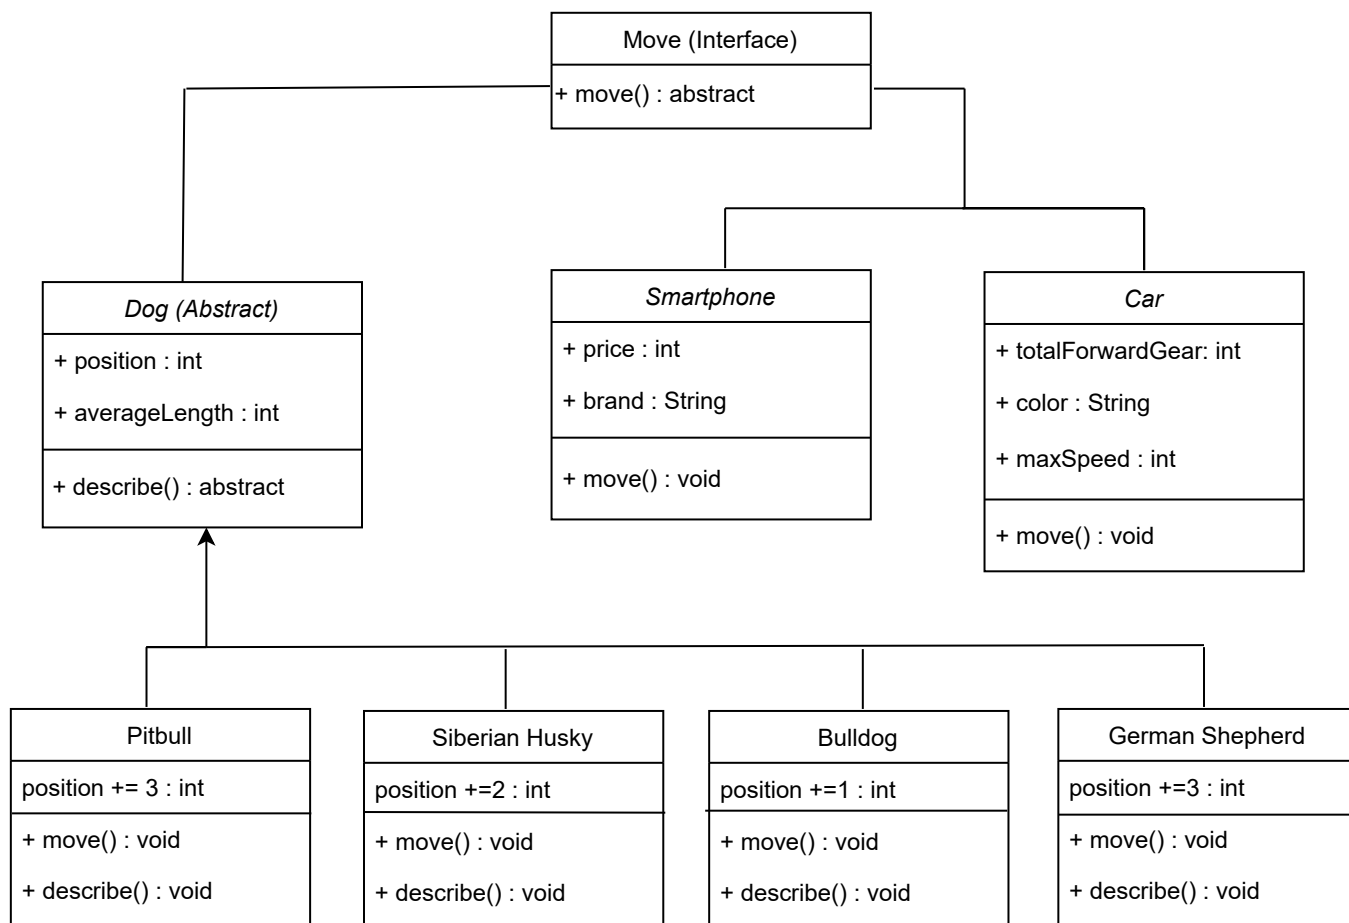 Move (Interface)
+ move() : abstract
Dog (Abstract)
+ position : int
+ averageLength : int
+ describe() : abstract
Smartphone
+ price : int
+ brand : String
+ move() : void
Car
+ totalForwardGear: int
+ color : String
+ maxSpeed : int
+ move() : void
Pitbull
position += 3 : int
+ move() : void
+ describe() : void
Siberian Husky
position +=2 : int
+ move() : void
+ describe() : void
Bulldog
position +=1 : int
+ move() : void
+ describe() : void
German Shepherd
position +=3 : int
+ move() : void
+ describe() : void